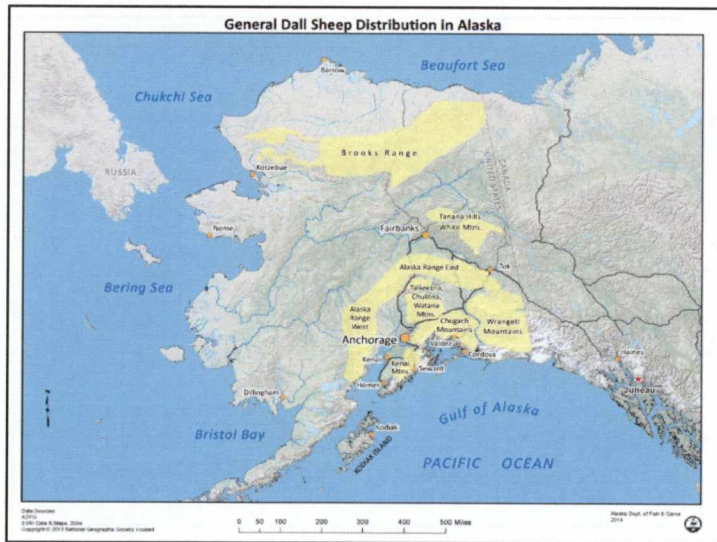 General Dall Sheep Distribution in Alaska
Beaufort Sea
Barrow
Chukchi Sea
Brooks Range
RUSSIA
Kotzebue
UNITED STATES
CANADA
Nome
Tanana Hills
White Mtns.
Fairbanks
Tok
Alaska Range East
Bering Sea
Talkeetna,
Chulitna,
Watana
Mtns.
Alaska
Range
West
Chugach
Mountains
Wrangell
Mountains
Anchorage
Valdez
Cordova
Kenai
Kenai
Mtns
Seward
Homer
Haines
Juneau
Dillingham
Gulf of Alaska
Bristol Bay
Kodiak
KODIAK ISLAND
PACIFIC OCEAN
Data Sources:
ADFG
Alaska Dept. of Fish & Game
2014
0 50 100 200 300 400 500 Miles